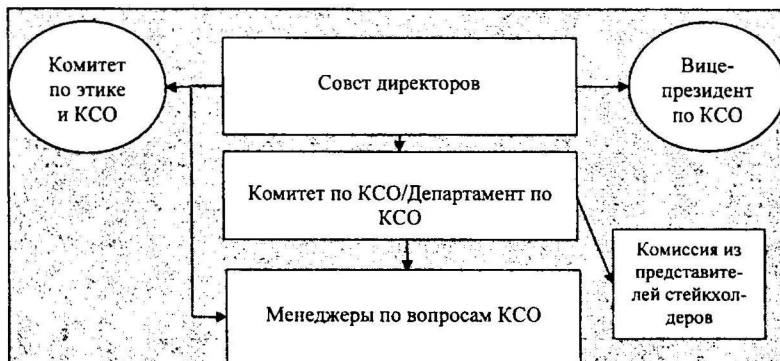 Комитет
по этике
и КСО
Совст директоров
Вице-
президент
по КСО
Комитет по КСО/Департамент по
КСО
Комиссия из
представите-
лей стейкхол-
деров
Менеджеры по вопросам КСО